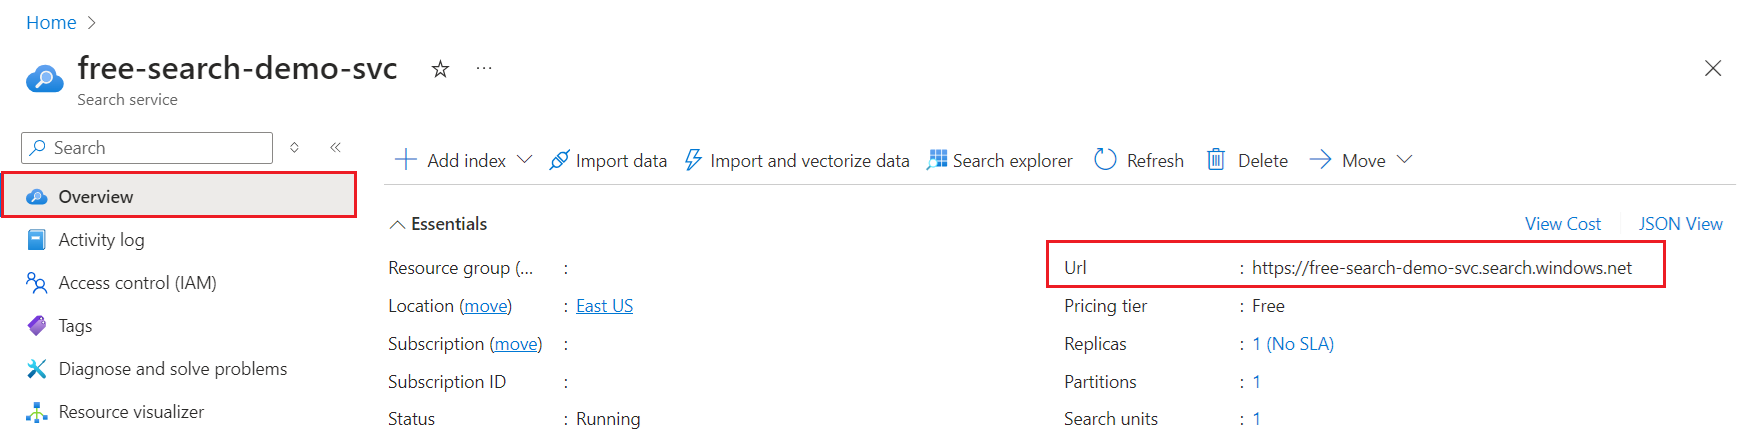 Home >
free-search-demo-svc
Search service
Search
Add index
Import data
Import and vectorize data
Search explorer
Refresh
Delete
Move
Overview
Activity log
Access control (IAM)
Tags
Diagnose and solve problems
Resource visualizer
Essentials
View Cost
JSON View
Resource group (... :
Location (move) : East US
Subscription (move) :
Subscription ID :
Status : Running
Url : https://free-search-demo-svc.search.windows.net
Pricing tier : Free
Replicas : 1 (No SLA)
Partitions : 1
Search units : 1